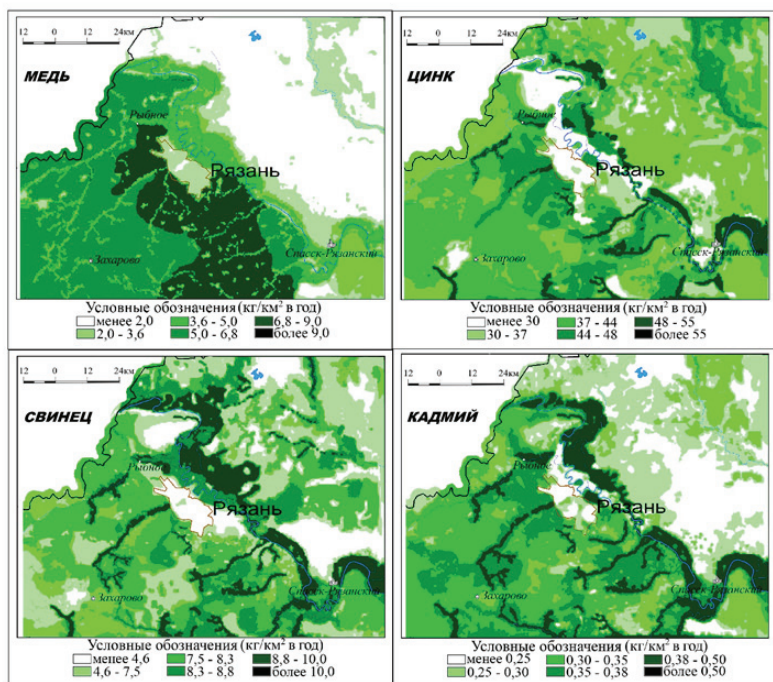 12 0 12 24км
МЕДЬ
Рыбное
Рязань
Спасск-Рязанский
Захарово
Условные обозначения (кг/км² в год)
менее 2,0 3,6 - 5,0 6,8 - 9,0
2,0 - 3,6 5,0 - 6,8 более 9,0
12 0 12 24км
ЦИНК
Рыбное
Рязань
Спасск-Рязанский
Захарово
Условные обозначения (кг/км² в год)
менее 30 37 - 44 48 - 55
30 - 37 44 - 48 более 55
12 0 12 24км
СВИНЕЦ
Рыбное
Рязань
Спасск-Рязанский
Захарово
Условные обозначения (кг/км² в год)
менее 4,6 7,5 - 8,3 8,8 - 10,0
4,6 - 7,5 8,3 - 8,8 более 10,0
12 0 12 24км
КАДМИЙ
Рыбное
Рязань
Спасск-Рязанский
Захарово
Условные обозначения (кг/км² в год)
менее 0,25 0,30 - 0,35 0,38 - 0,50
0,25 - 0,30 0,35 - 0,38 более 0,50